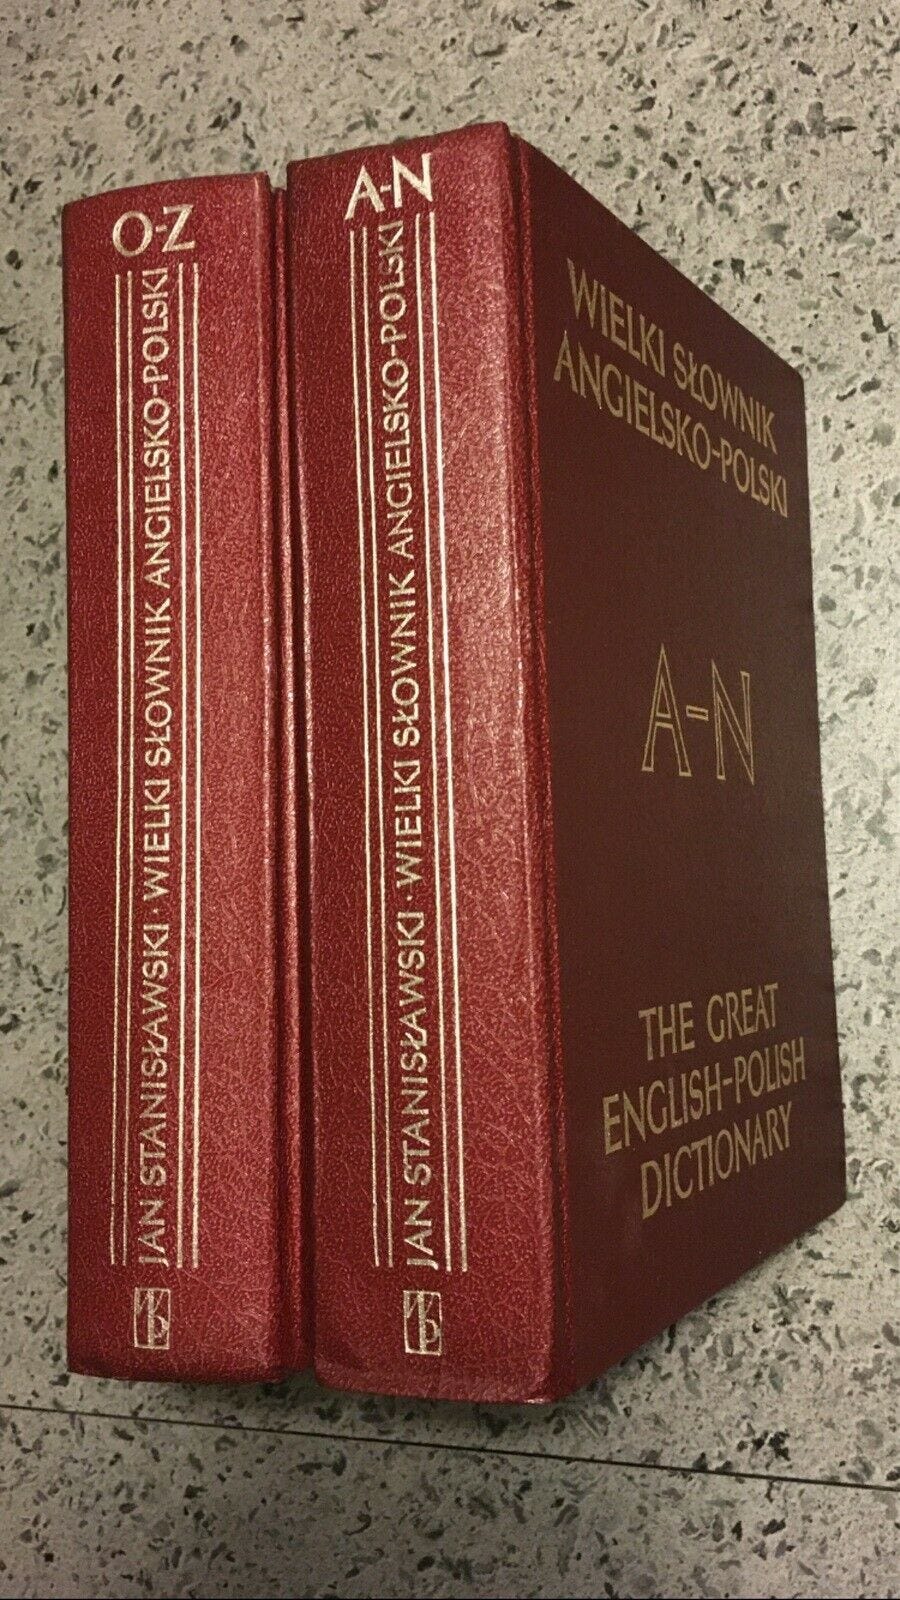 O-Z
JAN STANISŁAWSKI · WIELKI SŁOWNIK ANGIELSKO-POLSKI
A-N
JAN STANISŁAWSKI · WIELKI SŁOWNIK ANGIELSKO-POLSKI
WIELKI SŁOWNIK
ANGIELSKO-POLSKI
A-N
THE GREAT
ENGLISH-POLISH
DICTIONARY